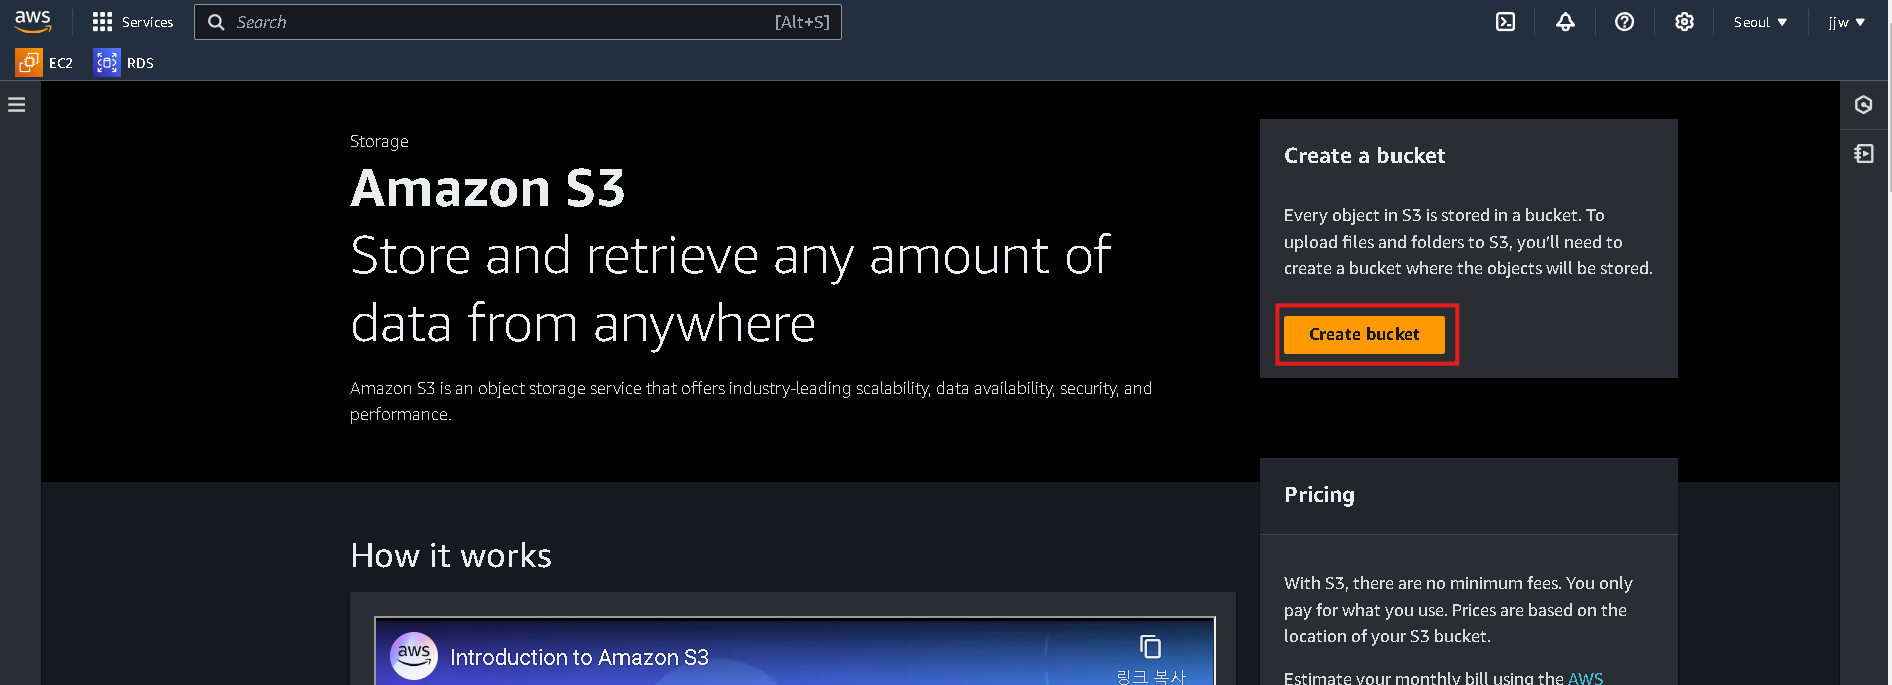 aws
Services
Search
[Alt+S]
Seoul
jjw
EC2
RDS
Storage
Amazon S3
Store and retrieve any amount of
data from anywhere
Amazon S3 is an object storage service that offers industry-leading scalability, data availability, security, and
performance.
Create a bucket
Every object in S3 is stored in a bucket. To
upload files and folders to S3, you'll need to
create a bucket where the objects will be stored.
Create bucket
How it works
aws
Introduction to Amazon S3
링크 복사
Pricing
With S3, there are no minimum fees. You only
pay for what you use. Prices are based on the
location of your S3 bucket.
Estimate your monthly bill using the AWS